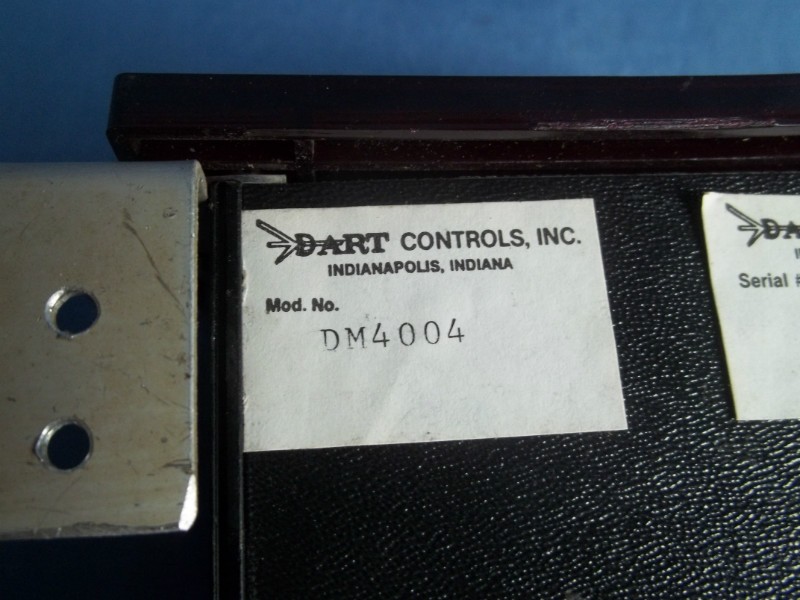 DART CONTROLS, INC.
INDIANAPOLIS, INDIANA
Mod. No.
DM4004
Serial